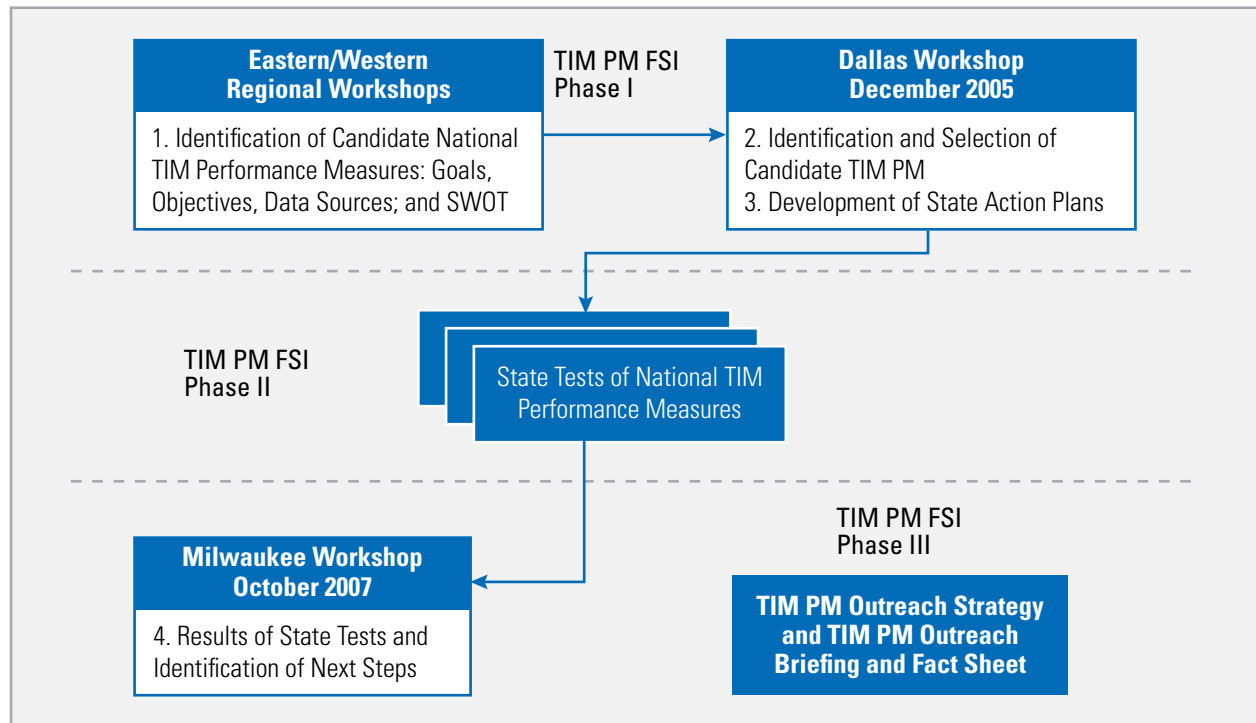 Eastern/Western
Regional Workshops
1. Identification of Candidate National
TIM Performance Measures: Goals,
Objectives, Data Sources; and SWOT
TIM PM FSI
Phase I
Dallas Workshop
December 2005
2. Identification and Selection of
Candidate TIM PM
3. Development of State Action Plans
TIM PM FSI
Phase II
State Tests of National TIM
Performance Measures
Milwaukee Workshop
October 2007
4. Results of State Tests and
Identification of Next Steps
TIM PM FSI
Phase III
TIM PM Outreach Strategy
and TIM PM Outreach
Briefing and Fact Sheet